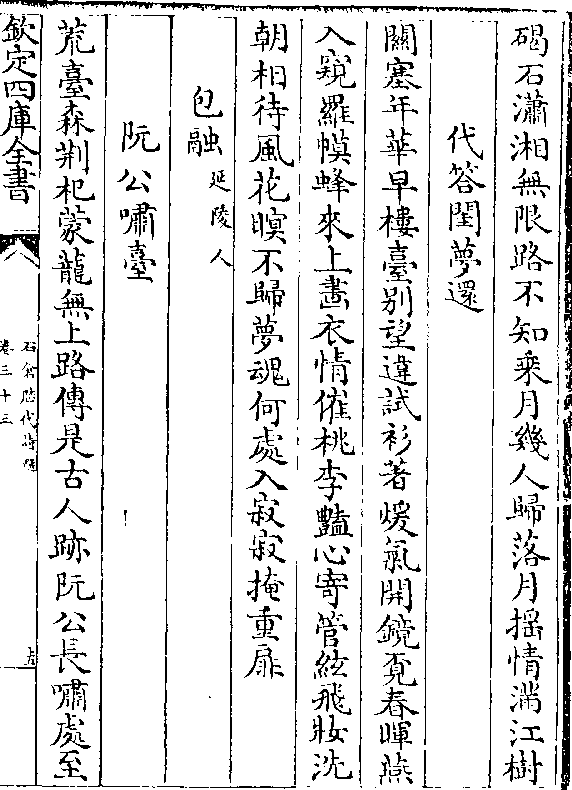 碣石瀟湘無限路不知乗月幾人歸落月揺情滿江樹
代答閨夢還
關塞年華早樓臺别望違試衫著煖氣開鏡覓春暉燕
入窺羅幙蜂來上畫衣情催桃李豔心寄管絃飛妝洗
朝相待風花暝不歸夢魂何處入寂寂掩重扉
包融延陵人
阮公嘯臺
荒臺森荆杞蒙龍無上路傳是古人跡阮公長嘯處至
欽定四庫全書
石倉歴代詩選
卷三十三